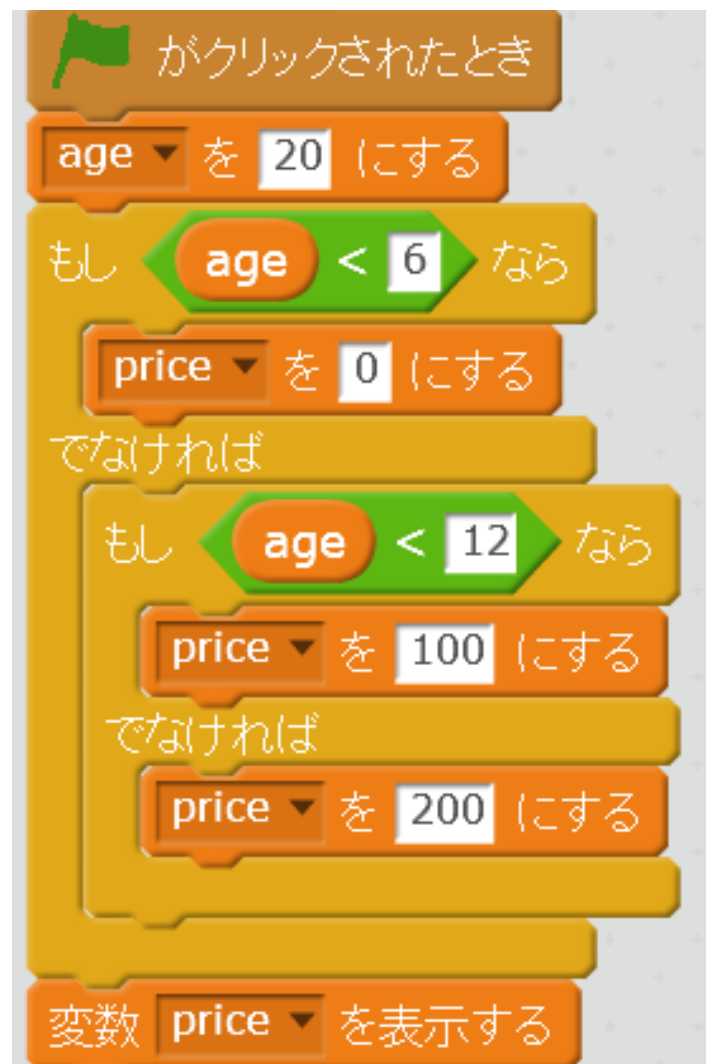 がクリックされたとき
age を 20 にする
もし age < 6 なら
price を 0 にする
でなければ
もし age < 12 なら
price を 100 にする
でなければ
price を 200 にする
変数 price を表示する